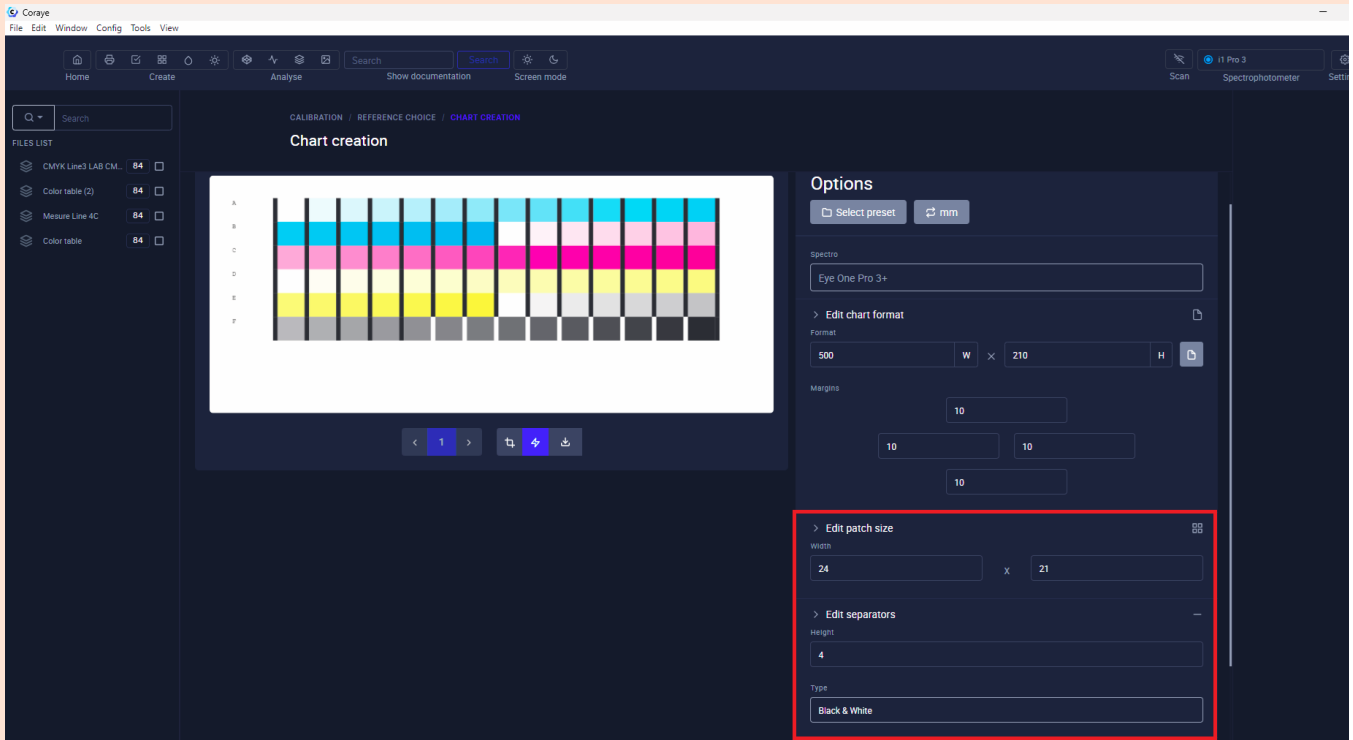 Coraye
File Edit Window Config Tools View
Search
Search
i1 Pro 3
Home
Create
Analyse
Show documentation
Screen mode
Scan
Spectrophotometer
Search
FILES LIST
CMYK Line3 LAB CM... 84
Color table (2) 84
Mesure Line 4C 84
Color table 84
CALIBRATION / REFERENCE CHOICE / CHART CREATION
Chart creation
A
B
C
D
E
F
1
Options
Select preset
mm
Spectro
Eye One Pro 3+
Edit chart format
Format
500 W × 210 H
Margins
10
10 10
10
Edit patch size
Width
24 x 21
Edit separators
Height
4
Type
Black & White